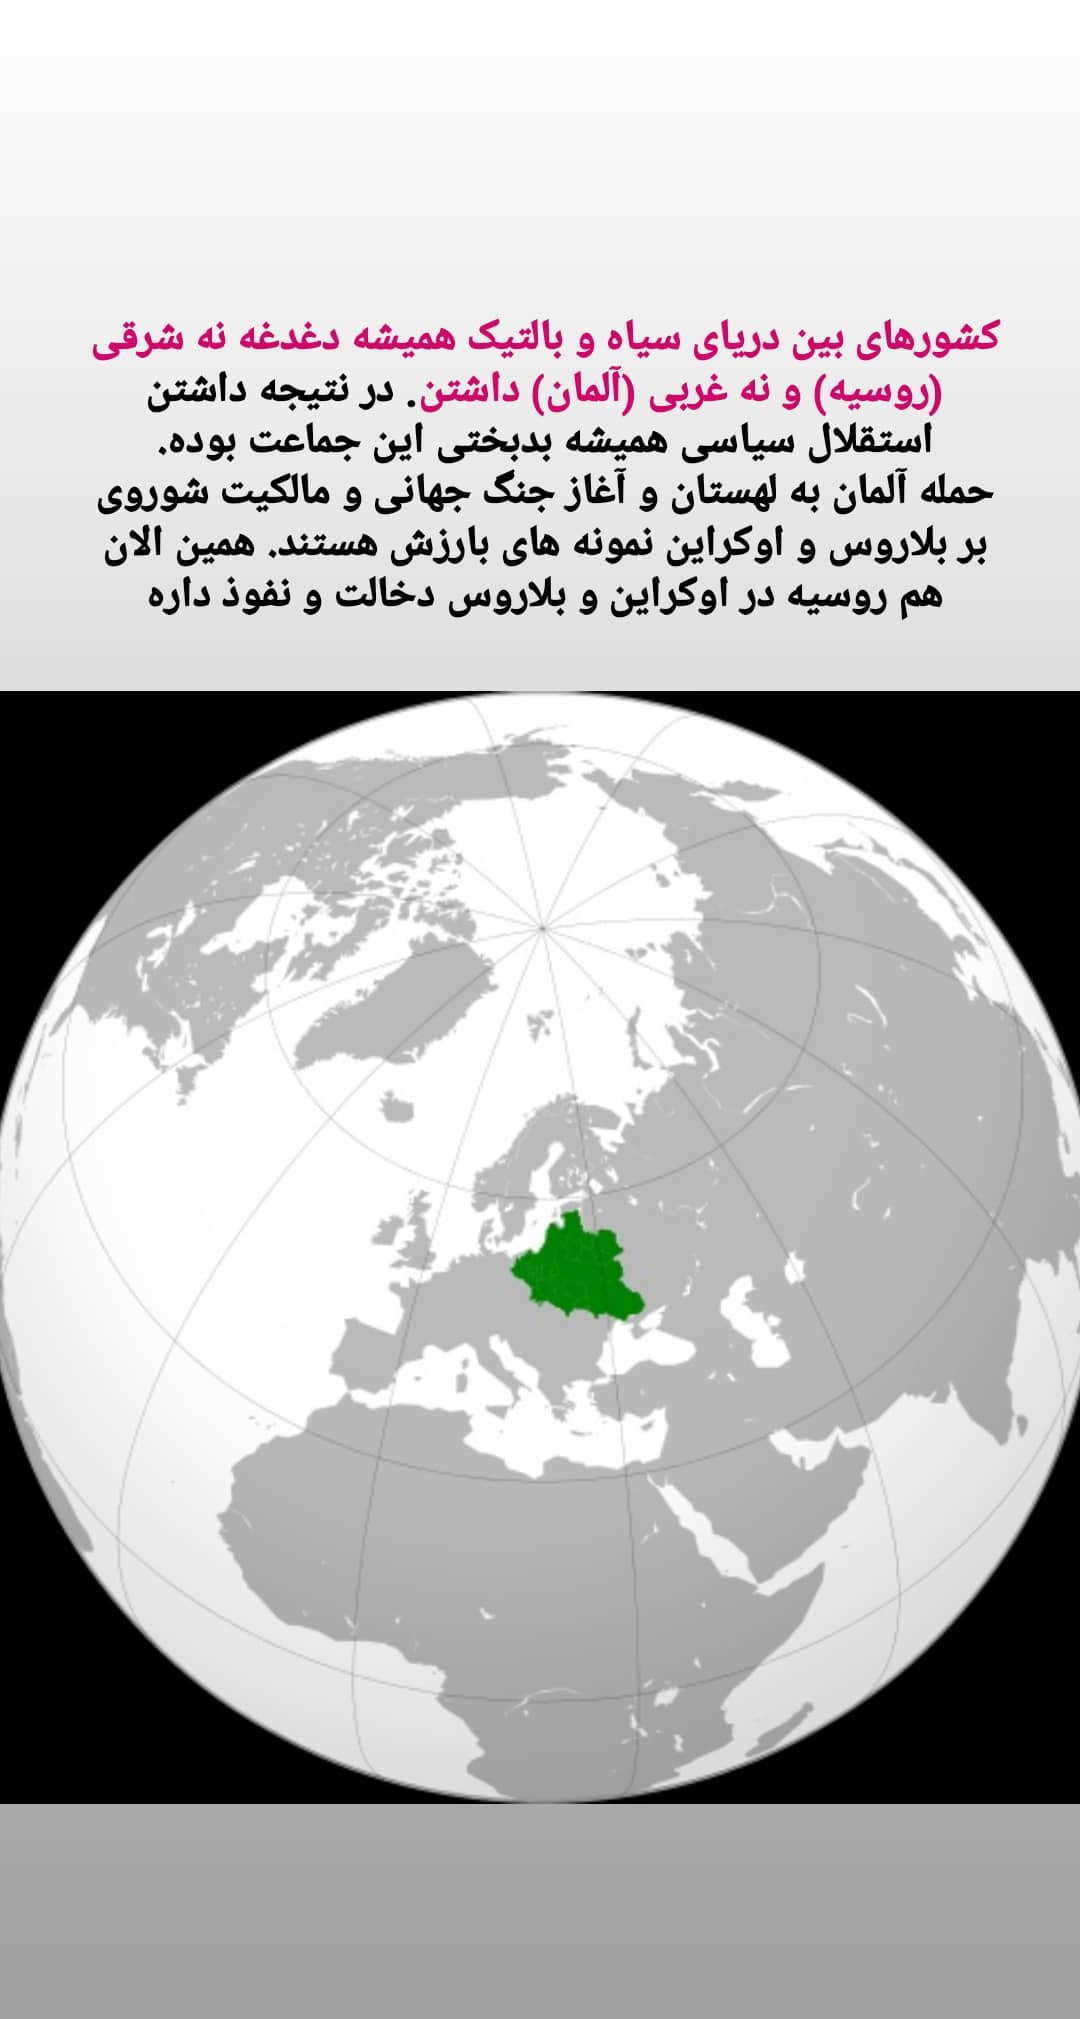 کشورهای بین دریای سیاه و بالتیک همیشه دغدغه نه شرقی
(روسیه) و نه غربی (آلمان) داشتن. در نتیجه داشتن
استقلال سیاسی همیشه بدبختی این جماعت بوده.
حمله آلمان به لهستان و آغاز جنگ جهانی و مالکیت شوروی
بر بلاروس و اوکراین نمونه های بارزش هستند. همین الان
هم روسیه در اوکراین و بلاروس دخالت و نفوذ داره